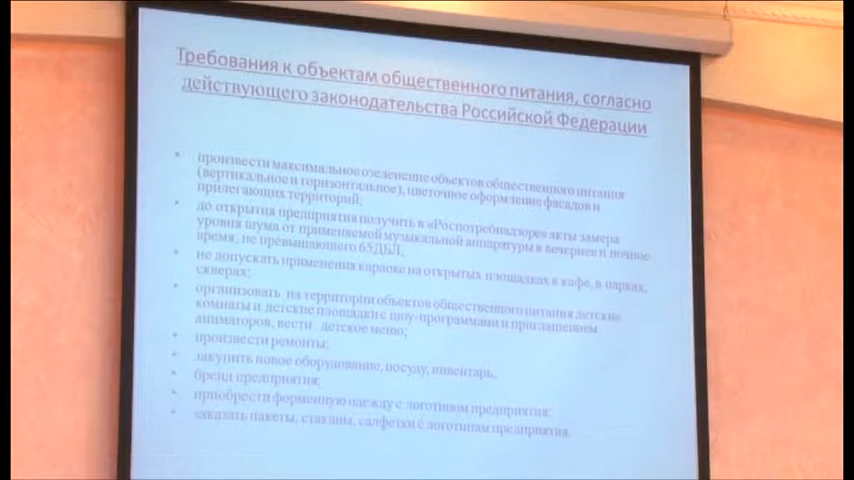 Требования к объектам общественного питания, согласно
действующего законодательства Российской Федерации
• произвести максимальное озеленение объектов общественного питания
(вертикальное и горизонтальное), цветочное оформление фасадов и
прилегающих территорий;
• до открытия предприятия получить в «Роспотребнадзоре» акты замера
уровня шума от применяемой музыкальной аппаратуры в вечернее и ночное
время, не превышающего 65ДБЛ;
• не допускать применения караоке на открытых площадках в кафе, в парках,
скверах;
• организовать на территории объектов общественного питания детские
комнаты и детские площадки с шоу-программами и приглашением
аниматоров, вести детское меню;
• произвести ремонты;
• закупить новое оборудование, посуду, инвентарь,
• бренд предприятия;
• приобрести форменную одежду с логотипом предприятия;
• заказать пакеты, стаканы, салфетки с логотипам предприятия.